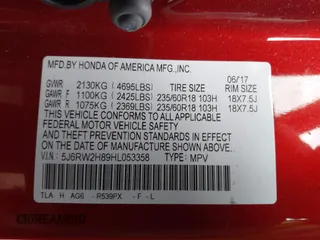 MFD.BY HONDA OF AMERICA MFG.,INC.
06/17
GVWR 2130KG (4695LBS) TIRE SIZE RIM SIZE
GAWR F 1100KG (2425LBS) 235/60R18 103H 18X7.5J
GAWR R 1075KG (2369LBS) 235/60R18 103H 18X7.5J
THIS VEHICLE CONFORMS TO ALL APPLICABLE
FEDERAL MOTOR VEHICLE SAFETY
AND THEFT PREVENTION STANDARDS
IN EFFECT ON THE DATE OF MANUFACTURE
SHOWN ABOVE.
V.I.N: 5J6RW2H89HL053358 TYPE: MPV
TLA H AG6 - R539PX - F - L